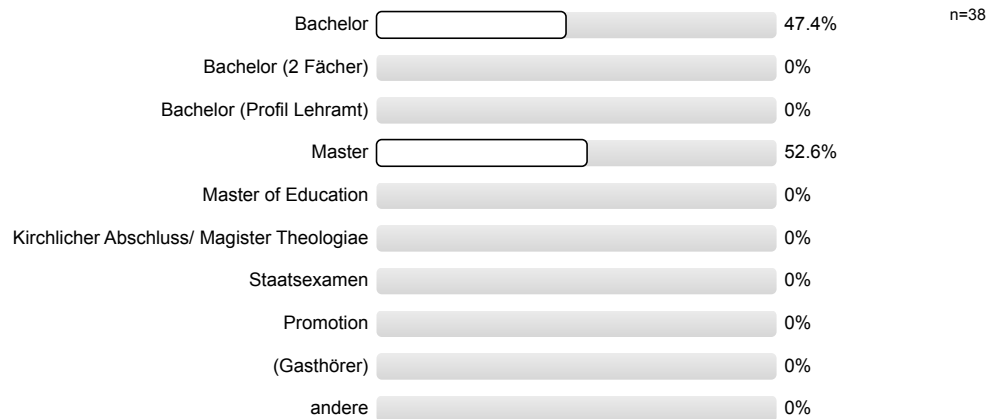 Bachelor 47.4% n=38
Bachelor (2 Fächer) 0%
Bachelor (Profil Lehramt) 0%
Master 52.6%
Master of Education 0%
Kirchlicher Abschluss/ Magister Theologiae 0%
Staatsexamen 0%
Promotion 0%
(Gasthörer) 0%
andere 0%